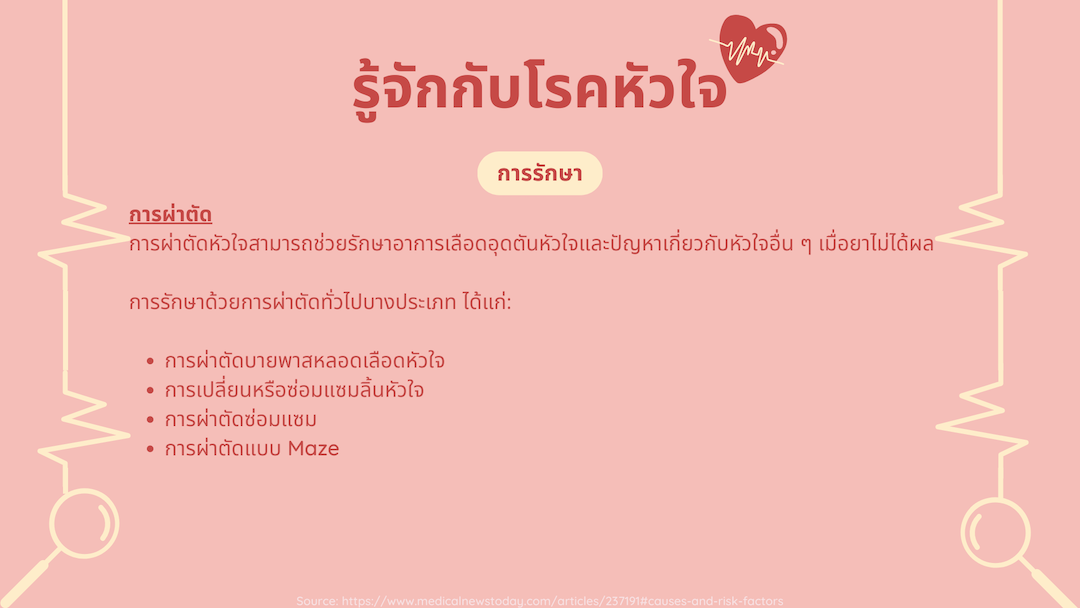 รู้จักกับโรคหัวใจ
การรักษา
การผ่าตัด
การผ่าตัดหัวใจสามารถช่วยรักษาอาการเลือดอุดตันหัวใจและปัญหาเกี่ยวกับหัวใจอื่น ๆ เมื่อยาไม่ได้ผล
การรักษาด้วยการผ่าตัดทั่วไปบางประเภท ได้แก่:
• การผ่าตัดบายพาสหลอดเลือดหัวใจ
• การเปลี่ยนหรือซ่อมแซมลิ้นหัวใจ
• การผ่าตัดซ่อมแซม
• การผ่าตัดแบบ Maze
Source: https://www.medicalnewstoday.com/articles/237191#causes-and-risk-factors